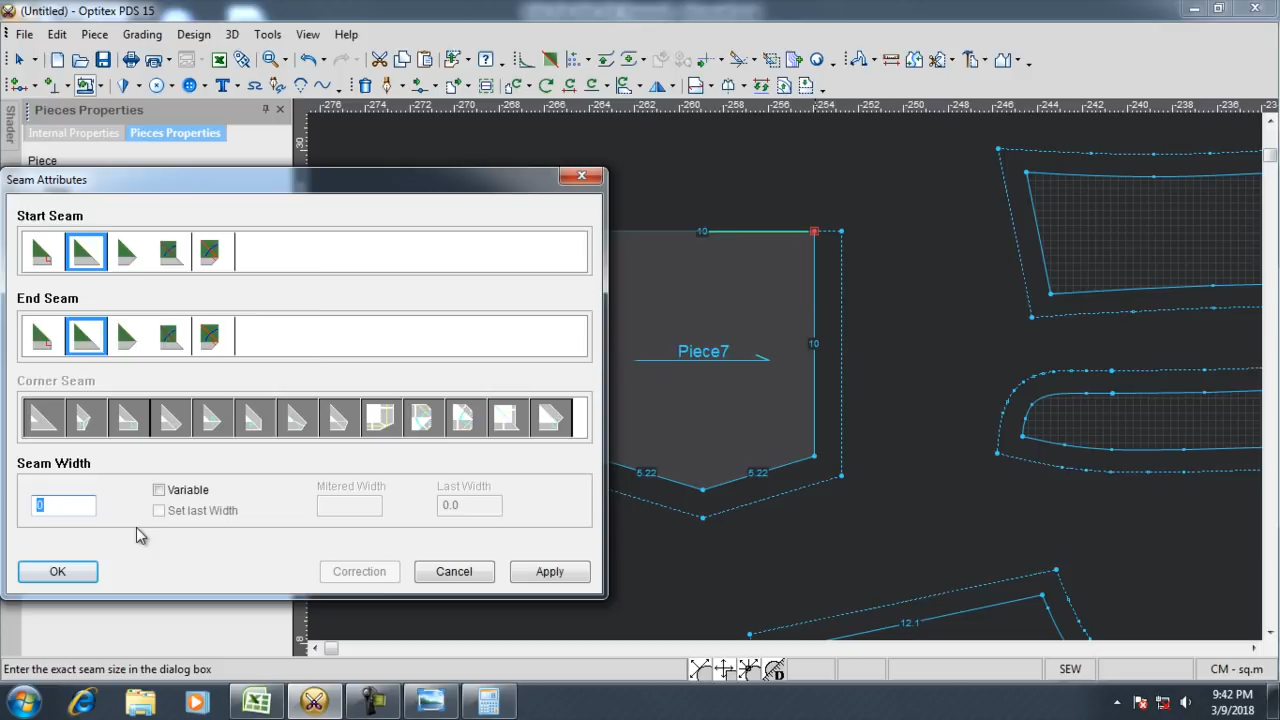 (Untitled) - Optitex PDS 15
File Edit Piece Grading Design 3D Tools View Help
Pieces Properties
-276 -274 -272 -270 -268 -266 -264 -262 -260 -258 -256 -254 -252 -250 -248 -246 -244 -242 -240 -238 -236
Shader
Internal Properties Pieces Properties
30
Piece
Seam Attributes
Start Seam
10
End Seam
10
Piece7
Corner Seam
Seam Width
5.22 5.22
Variable Mitered Width Last Width
0 Set last Width 0.0
OK Correction Cancel Apply
12.1
8
Enter the exact seam size in the dialog box SEW CM - sq.m
9:42 PM
3/9/2018